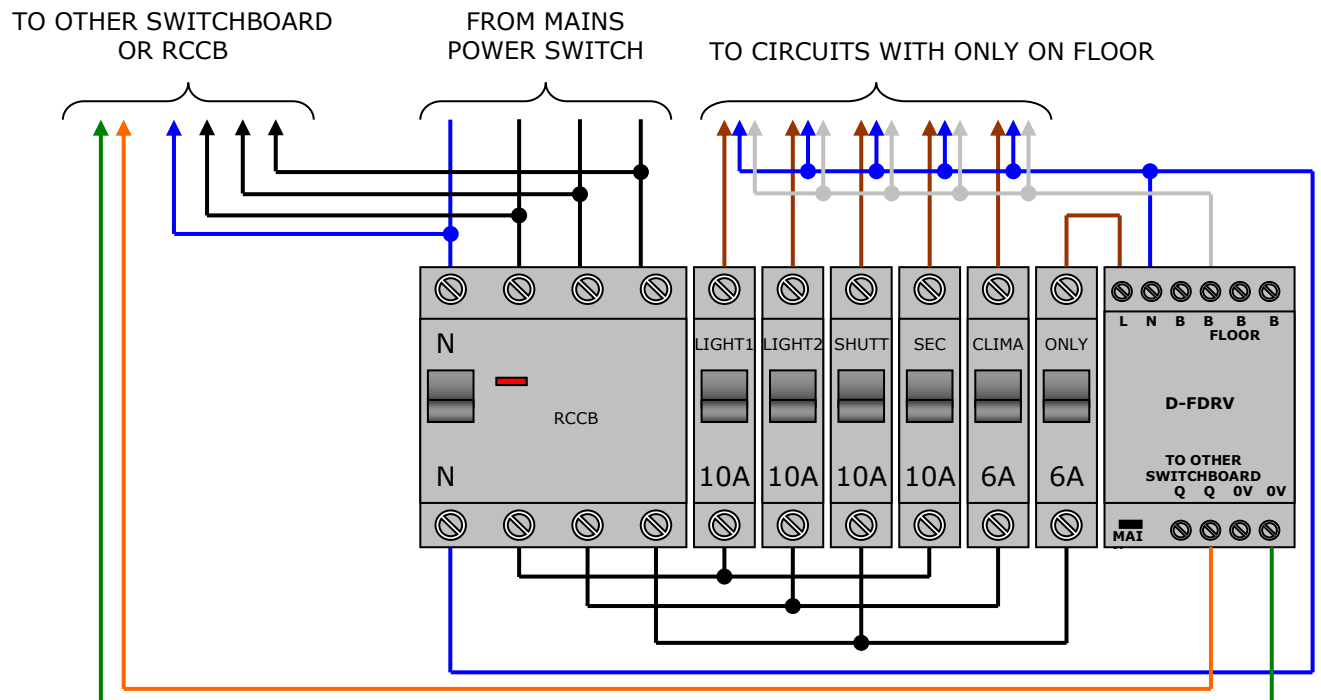 TO OTHER SWITCHBOARD
OR RCCB
FROM MAINS
POWER SWITCH
TO CIRCUITS WITH ONLY ON FLOOR
N
RCCB
N
LIGHT1
10A
LIGHT2
10A
SHUTT
10A
SEC
10A
CLIMA
6A
ONLY
6A
L N B B B B
FLOOR
D-FDRV
TO OTHER
SWITCHBOARD
Q Q 0V 0V
MAI